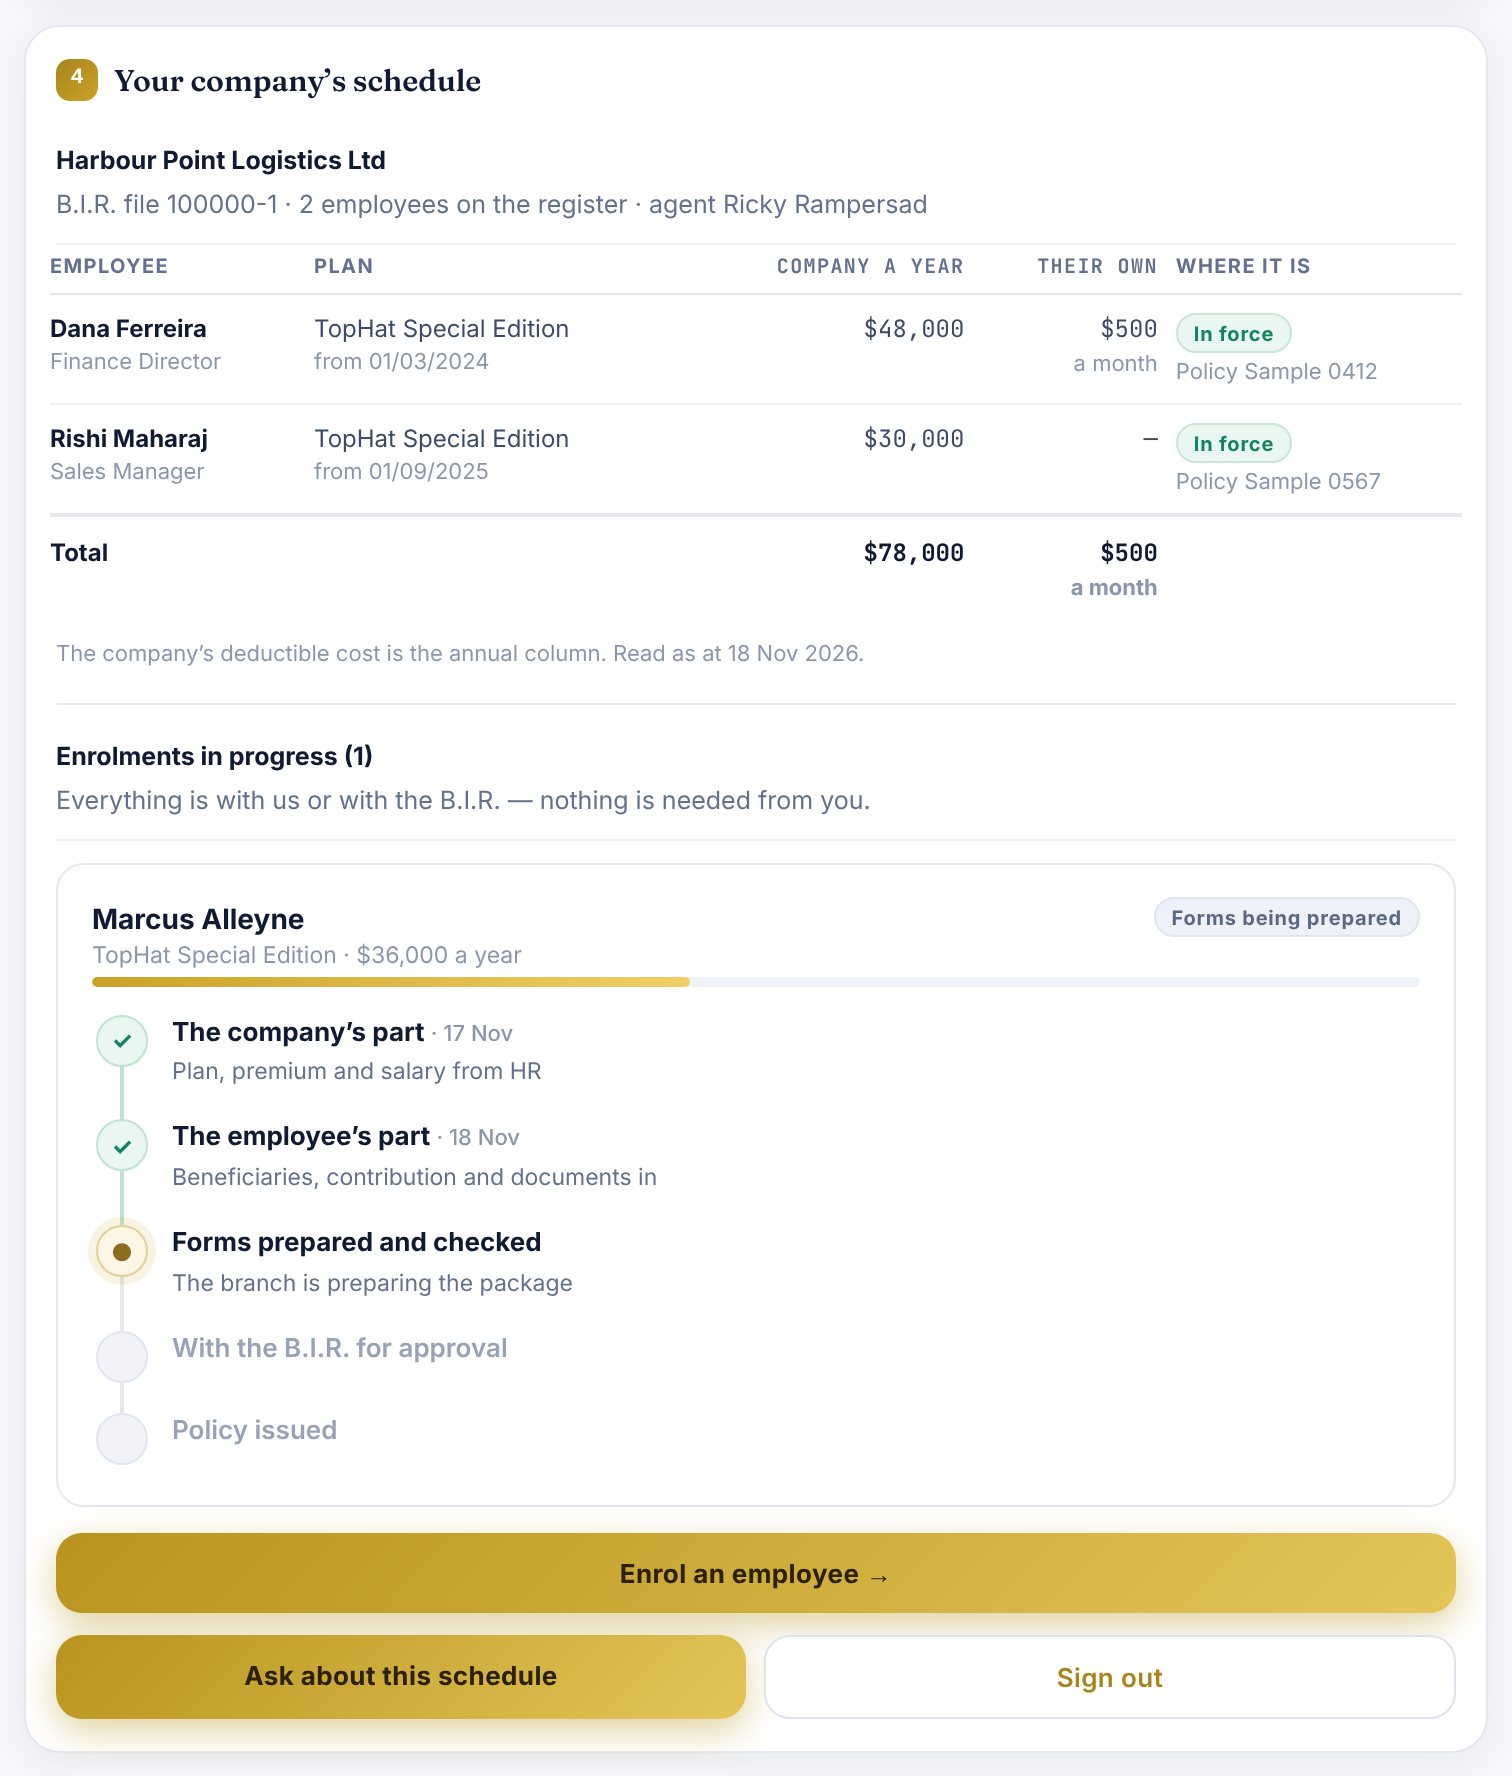 4 Your company’s schedule
Harbour Point Logistics Ltd
B.I.R. file 100000-1 · 2 employees on the register · agent Ricky Rampersad
EMPLOYEE PLAN COMPANY A YEAR THEIR OWN WHERE IT IS
Dana Ferreira TopHat Special Edition $48,000 $500 In force
Finance Director from 01/03/2024 a month Policy Sample 0412
Rishi Maharaj TopHat Special Edition $30,000 — In force
Sales Manager from 01/09/2025 Policy Sample 0567
Total $78,000 $500
a month
The company’s deductible cost is the annual column. Read as at 18 Nov 2026.
Enrolments in progress (1)
Everything is with us or with the B.I.R. — nothing is needed from you.
Marcus Alleyne Forms being prepared
TopHat Special Edition · $36,000 a year
The company’s part · 17 Nov
Plan, premium and salary from HR
The employee’s part · 18 Nov
Beneficiaries, contribution and documents in
Forms prepared and checked
The branch is preparing the package
With the B.I.R. for approval
Policy issued
Enrol an employee →
Ask about this schedule Sign out